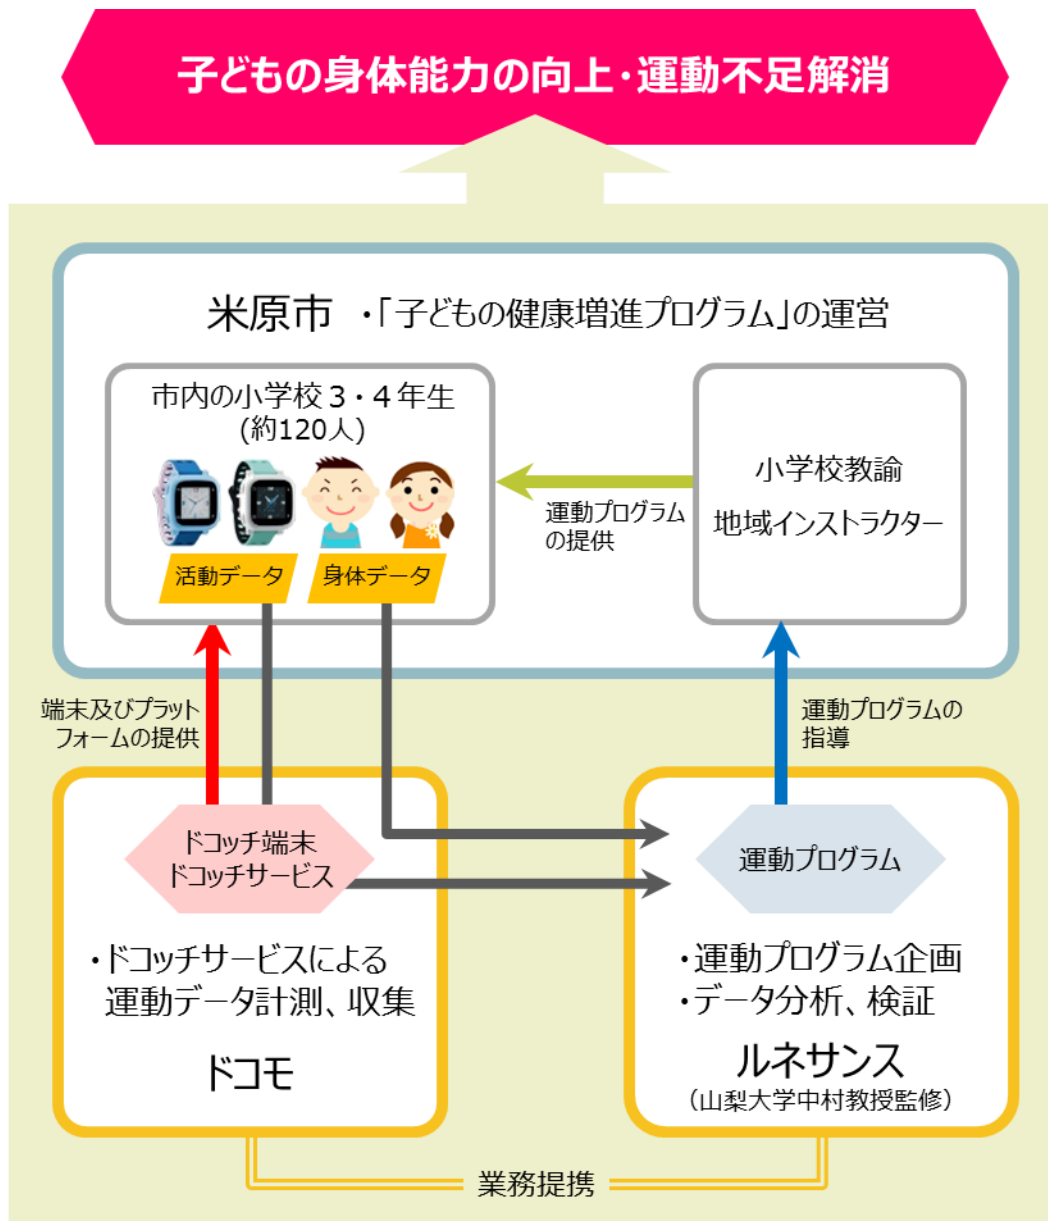 子どもの身体能力の向上・運動不足解消
米原市 ・「子どもの健康増進プログラム」の運営
市内の小学校３・４年生
(約120人)
活動データ
身体データ
運動プログラム
の提供
小学校教諭
地域インストラクター
端末及びプラット
フォームの提供
運動プログラムの
指導
ドコッチ端末
ドコッチサービス
・ドコッチサービスによる
運動データ計測、収集
ドコモ
運動プログラム
・運動プログラム企画
・データ分析、検証
ルネサンス
（山梨大学中村教授監修）
業務提携